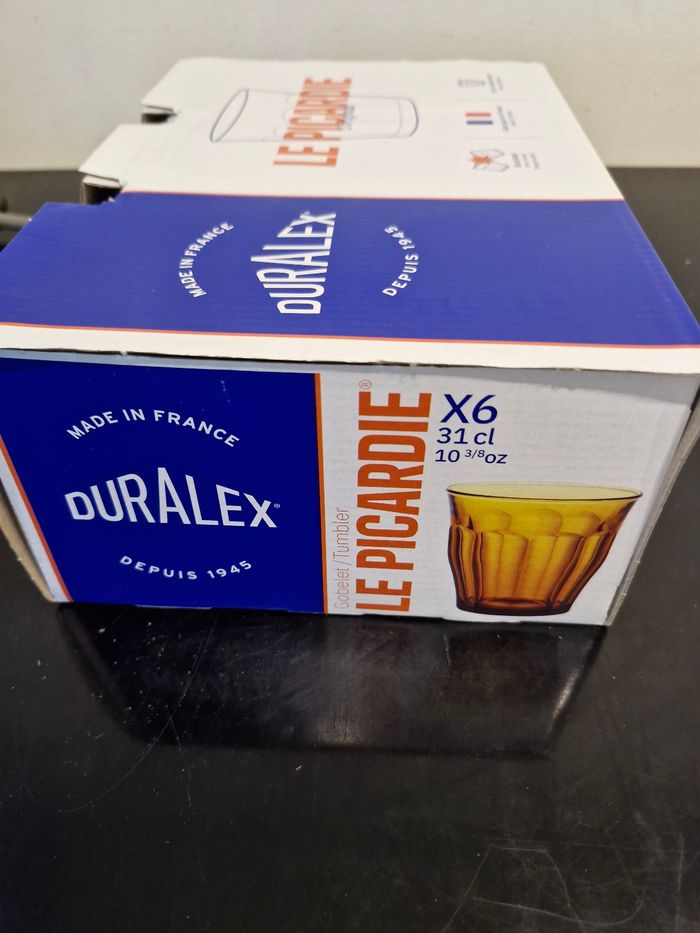 LE PICARDIE
MADE IN FRANCE
DURALEX®
DEPUIS 1945
MADE IN FRANCE
DURALEX®
DEPUIS 1945
Gobelet/Tumbler
LE PICARDIE®
X6
31 cl
10 3/8oz